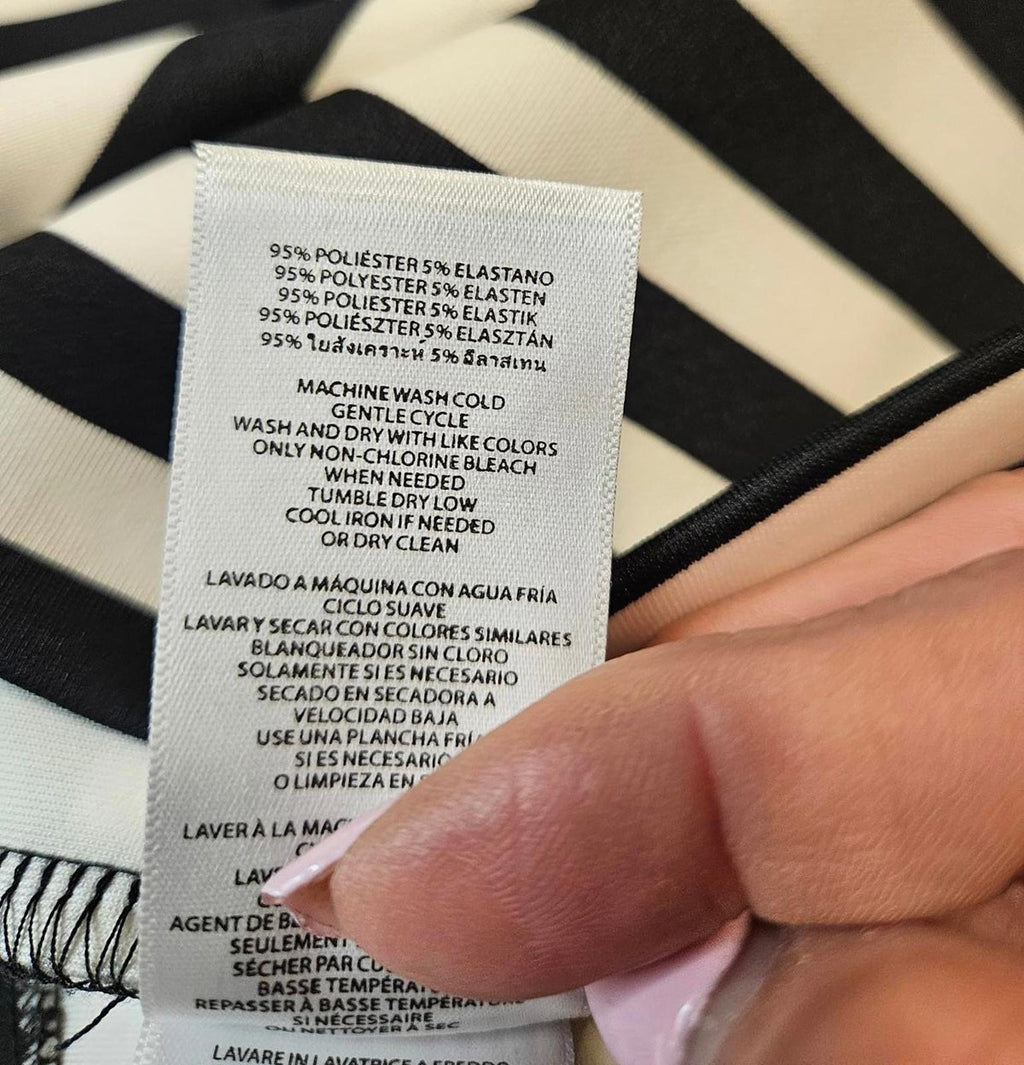 95% POLIÉSTER 5% ELASTANO
95% POLYESTER 5% ELASTEN
95% POLIESTER 5% ELASTIK
95% POLIÉSZTER 5% ELASZTÁN
95% ใยสังเคราะห์ 5% อีลาสเทน
MACHINE WASH COLD
GENTLE CYCLE
WASH AND DRY WITH LIKE COLORS
ONLY NON-CHLORINE BLEACH
WHEN NEEDED
TUMBLE DRY LOW
COOL IRON IF NEEDED
OR DRY CLEAN
LAVADO A MÁQUINA CON AGUA FRÍA
CICLO SUAVE
LAVAR Y SECAR CON COLORES SIMILARES
BLANQUEADOR SIN CLORO
SOLAMENTE SI ES NECESARIO
SECADO EN SECADORA A
VELOCIDAD BAJA
USE UNA PLANCHA
SI ES NECESARIO
O LIMPIEZA EN
LAVER À LA
AGENT DE
SEULEMENT
SÉCHER PAR
BASSE
REPASSER À BASSE TEMPÉRATURE
SI NÉCESSAIRE
OU NETTOYER À SEC
LAVARE IN LAVATRICE A FREDDO